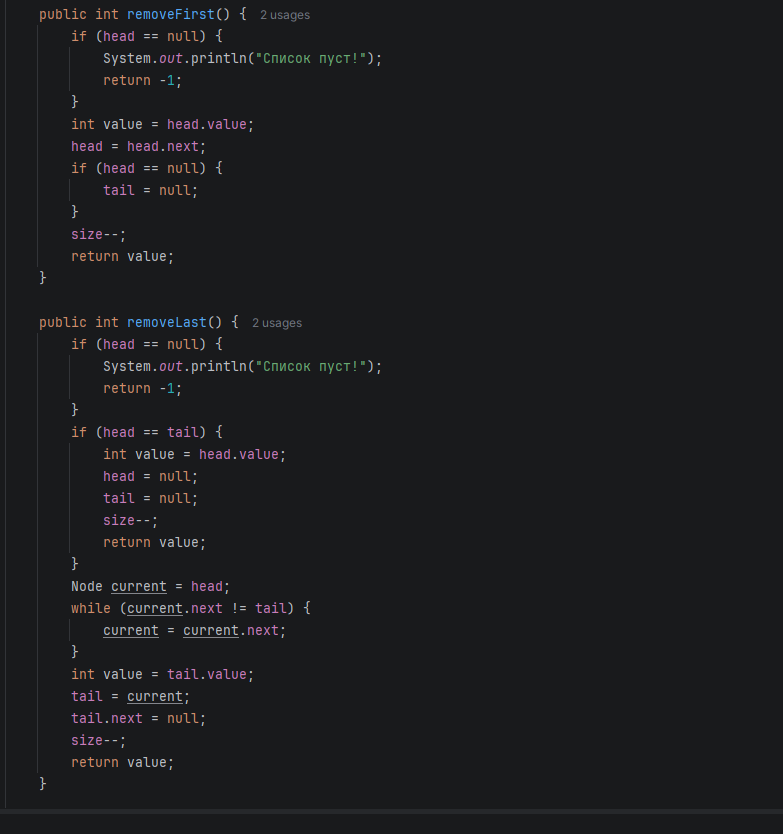 public int removeFirst() { 2 usages
    if (head == null) {
        System.out.println("Список пуст!");
        return -1;
    }
    int value = head.value;
    head = head.next;
    if (head == null) {
        tail = null;
    }
    size--;
    return value;
}

public int removeLast() { 2 usages
    if (head == null) {
        System.out.println("Список пуст!");
        return -1;
    }
    if (head == tail) {
        int value = head.value;
        head = null;
        tail = null;
        size--;
        return value;
    }
    Node current = head;
    while (current.next != tail) {
        current = current.next;
    }
    int value = tail.value;
    tail = current;
    tail.next = null;
    size--;
    return value;
}